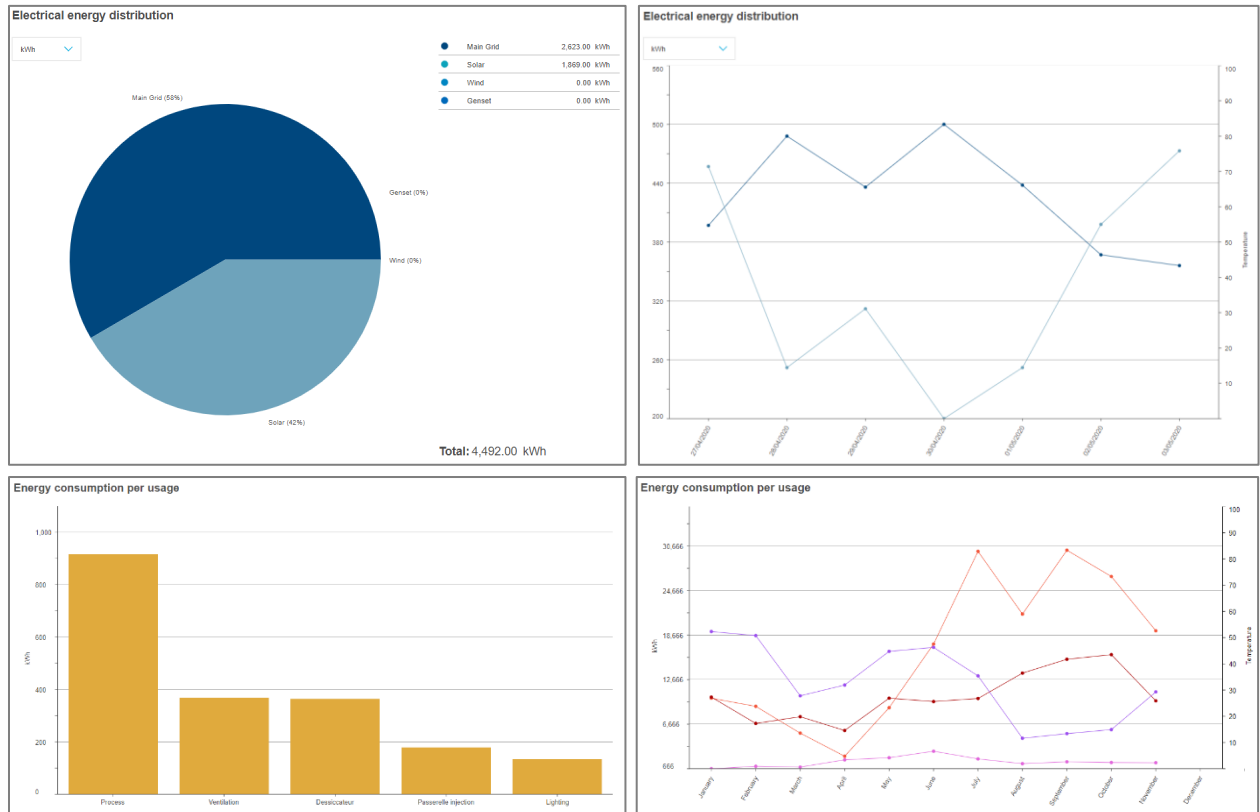 Electrical energy distribution
kWh
Main Grid 2,623.00 kWh
Solar 1,869.00 kWh
Wind 0.00 kWh
Genset 0.00 kWh
Main Grid (58%)
Genset (0%)
Wind (0%)
Solar (42%)
Total: 4,492.00 kWh
Electrical energy distribution
kWh
560
500
440
380
320
260
200
100
90
80
70
60
50
40
30
20
10
Temperature
27/04/2020
28/04/2020
29/04/2020
30/04/2020
01/05/2020
02/05/2020
03/05/2020
Energy consumption per usage
kWh
1,000
800
600
400
200
0
Process
Ventilation
Dessiccateur
Passerelle injection
Lighting
Energy consumption per usage
kWh
30,666
24,666
18,666
12,666
6,666
666
100
90
80
70
60
50
40
30
20
10
Température
January
February
March
April
May
June
July
August
September
October
November
December